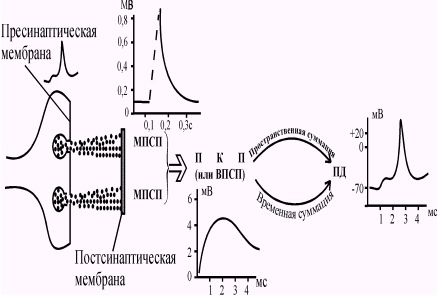 Пресинаптическая
мембрана
мВ
0,8
0,6
0,4
0,2
0
0,1 0,2 0,3с
МПСП
МПСП
П К П
(или ВПСП)
Пространственная суммация
Временная суммация
ПД
мВ
+20
0
-70
1 2 3 4 мс
мВ
6
4
2
0
1 2 3 4 мс
Постсинаптическая
мембрана